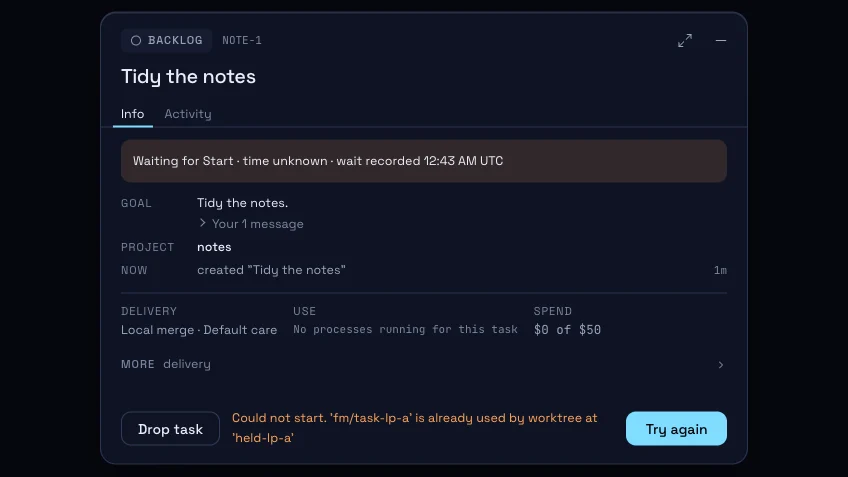 BACKLOG NOTE-1
Tidy the notes
Info Activity
Waiting for Start · time unknown · wait recorded 12:43 AM UTC
GOAL Tidy the notes.
Your 1 message
PROJECT notes
NOW created "Tidy the notes" 1m
DELIVERY USE SPEND
Local merge · Default care No processes running for this task $0 of $50
MORE delivery
Drop task
Could not start. 'fm/task-lp-a' is already used by worktree at
'held-lp-a'
Try again